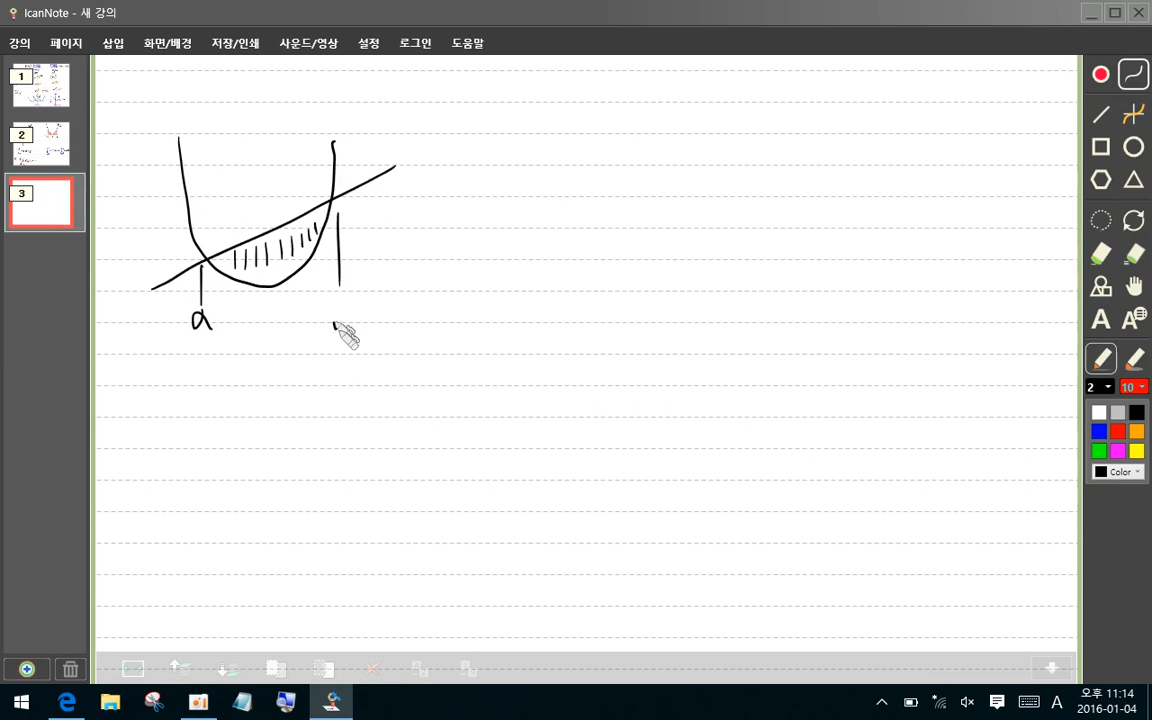 IcanNote - 새 강의
강의 페이지 삽입 화면/배경 저장/인쇄 사운드/영상 설정 로그인 도움말
1
2
3
a
A A
2 10
Color
A 오후 11:14
2016-01-04